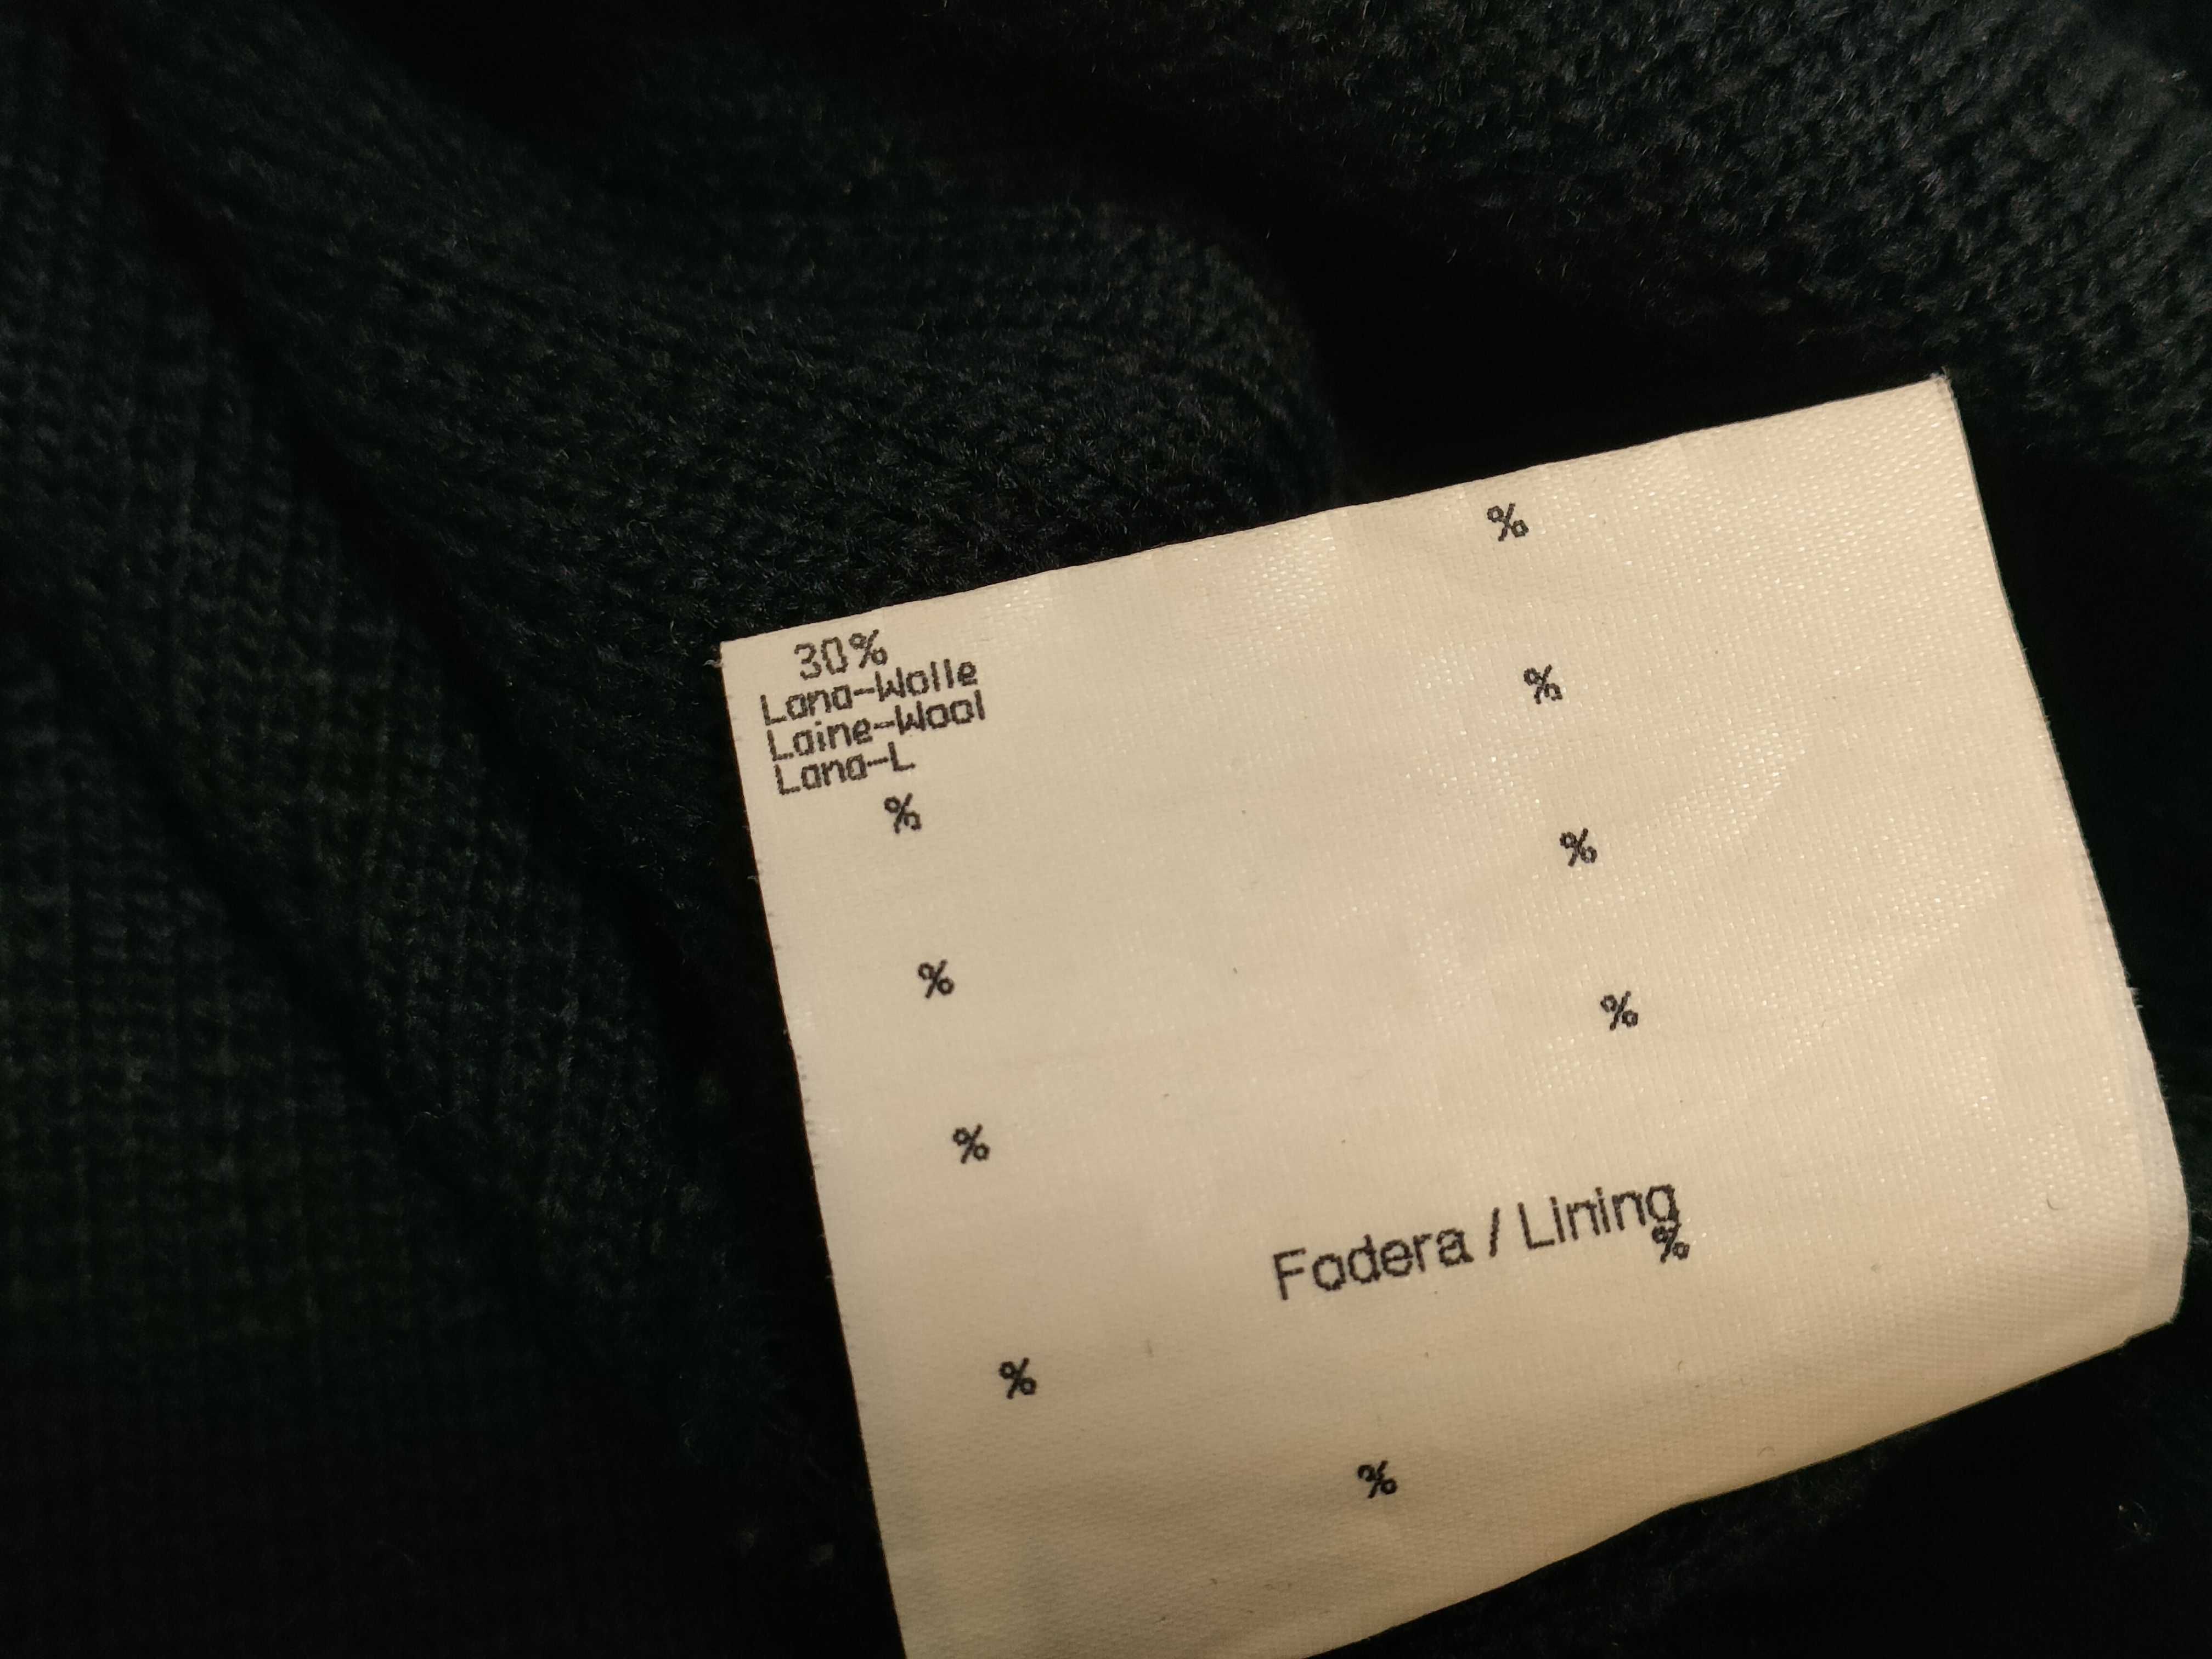 30%
Lana-Wolle
Laine-Wool
Lana-L
%
%
%
%
%
%
%
%
Fodera / Lining
%
%